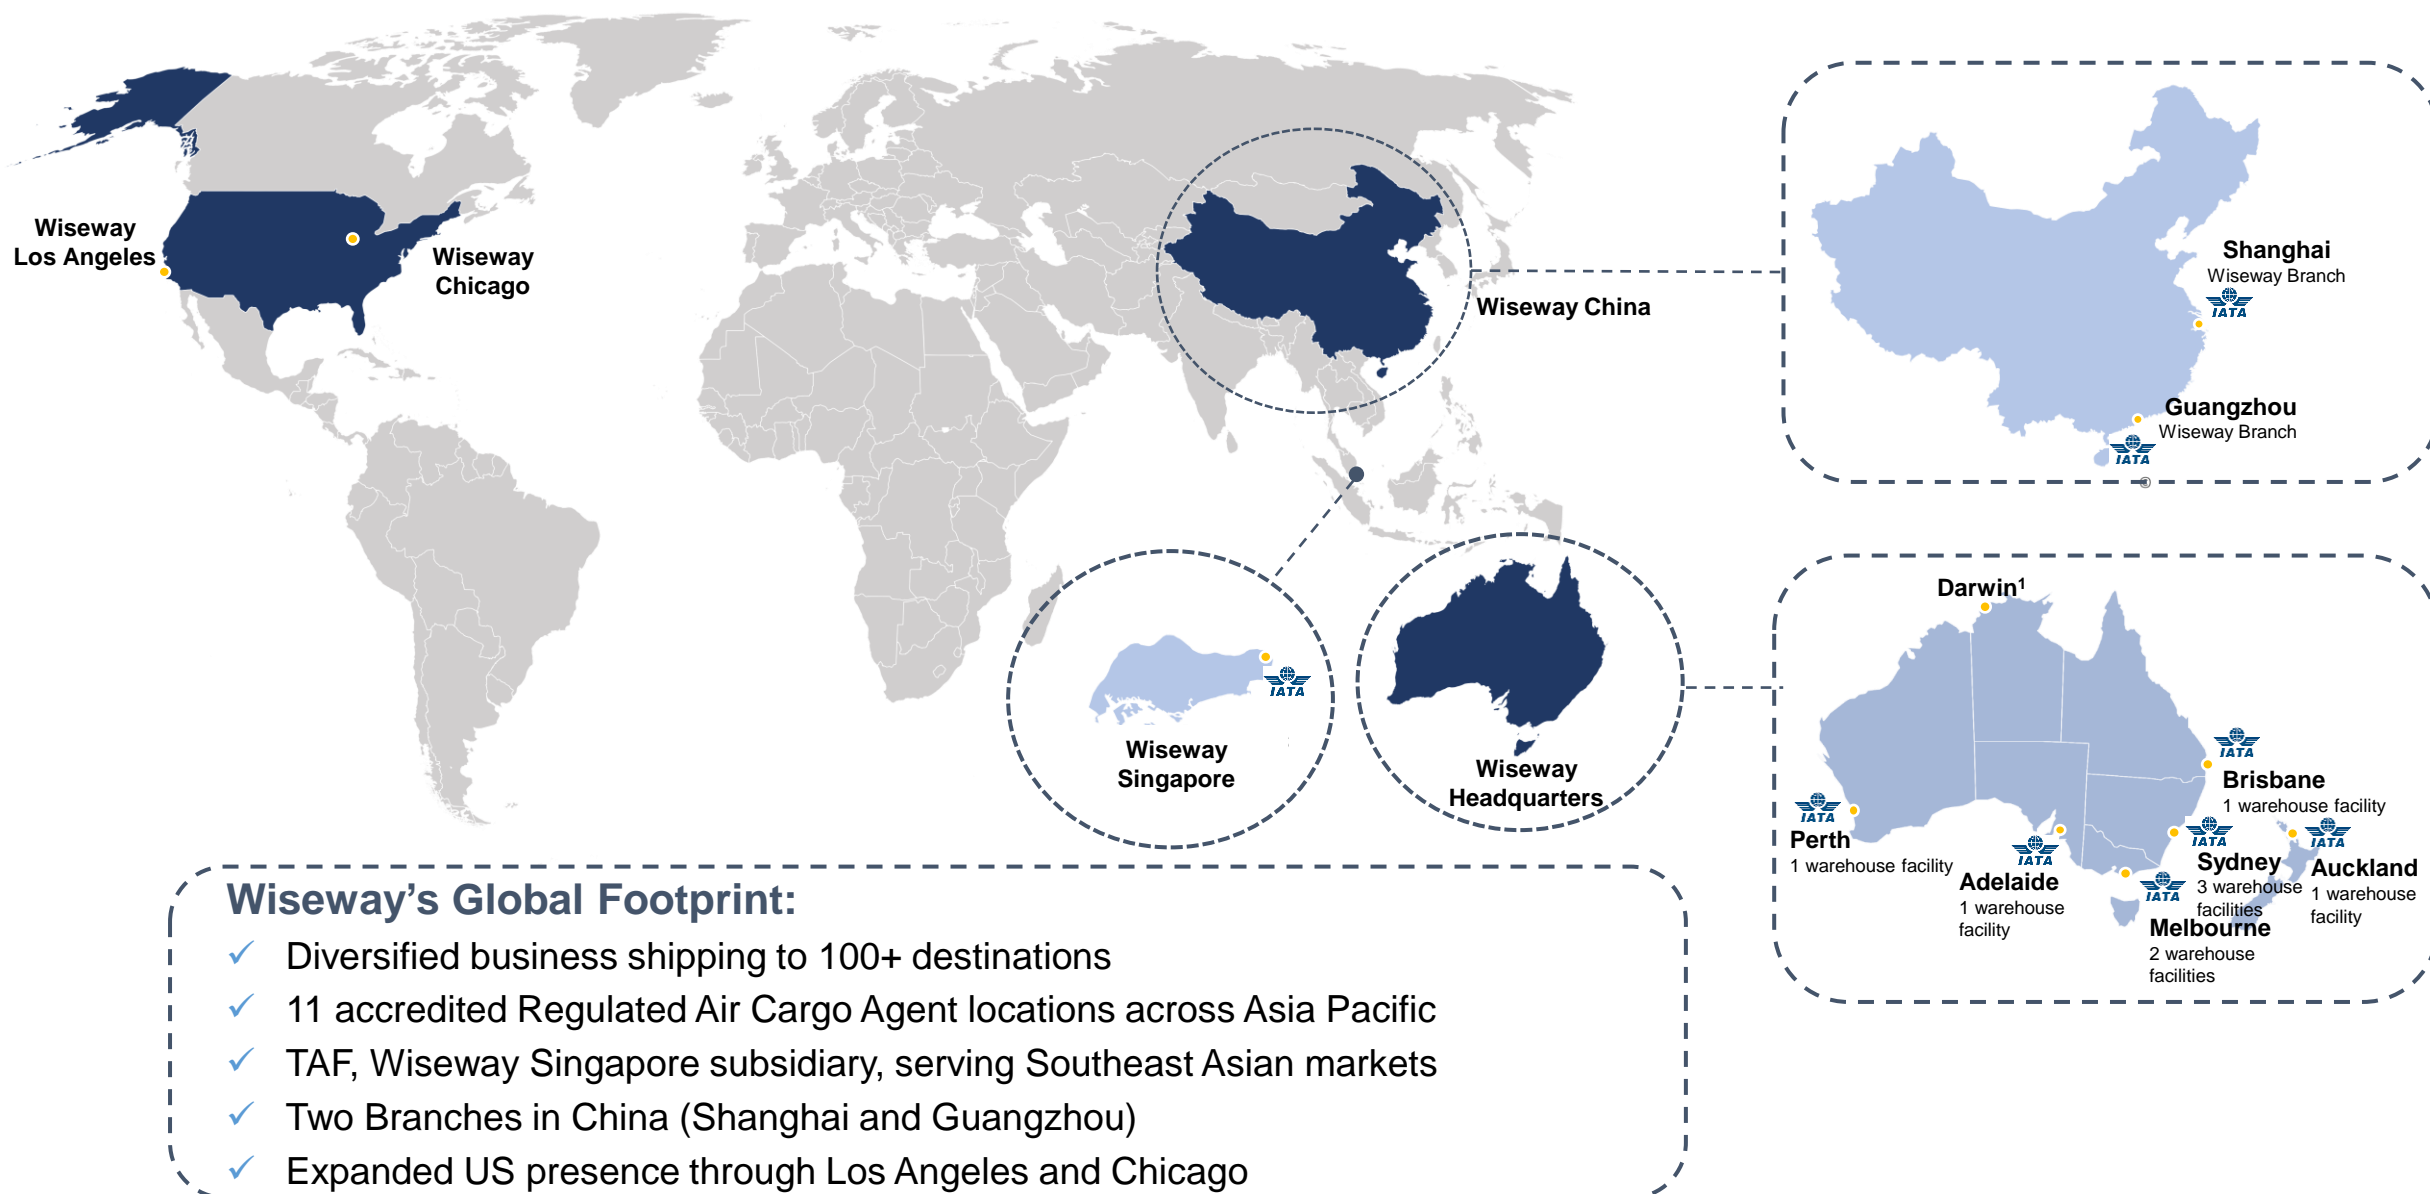 Wiseway
Los Angeles
Wiseway
Chicago
Wiseway China
Shanghai
Wiseway Branch
IATA
Guangzhou
Wiseway Branch
IATA
IATA
Wiseway
Singapore
Wiseway
Headquarters
Darwin¹
IATA
Brisbane
1 warehouse facility
IATA
Perth
1 warehouse facility
IATA
Adelaide
1 warehouse
facility
IATA
Sydney
3 warehouse
facilities
IATA
Auckland
1 warehouse
facility
IATA
Melbourne
2 warehouse
facilities
Wiseway’s Global Footprint:
✓ Diversified business shipping to 100+ destinations
✓ 11 accredited Regulated Air Cargo Agent locations across Asia Pacific
✓ TAF, Wiseway Singapore subsidiary, serving Southeast Asian markets
✓ Two Branches in China (Shanghai and Guangzhou)
✓ Expanded US presence through Los Angeles and Chicago